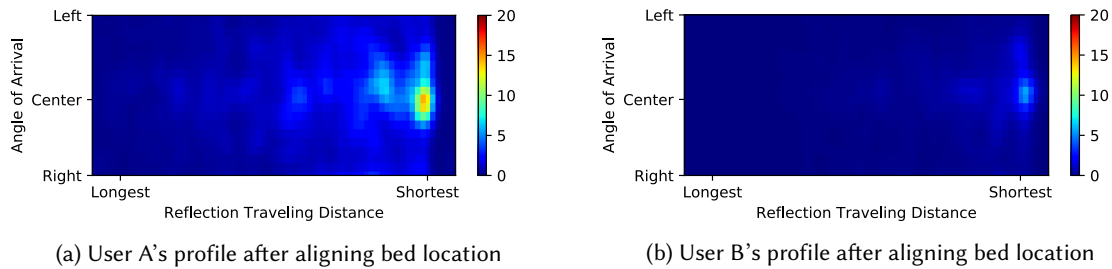 Left
Center
Right
Angle of Arrival
Longest
Shortest
Reflection Traveling Distance
20
15
10
5
0
(a) User A's profile after aligning bed location
Left
Center
Right
Angle of Arrival
Longest
Shortest
Reflection Traveling Distance
20
15
10
5
0
(b) User B's profile after aligning bed location